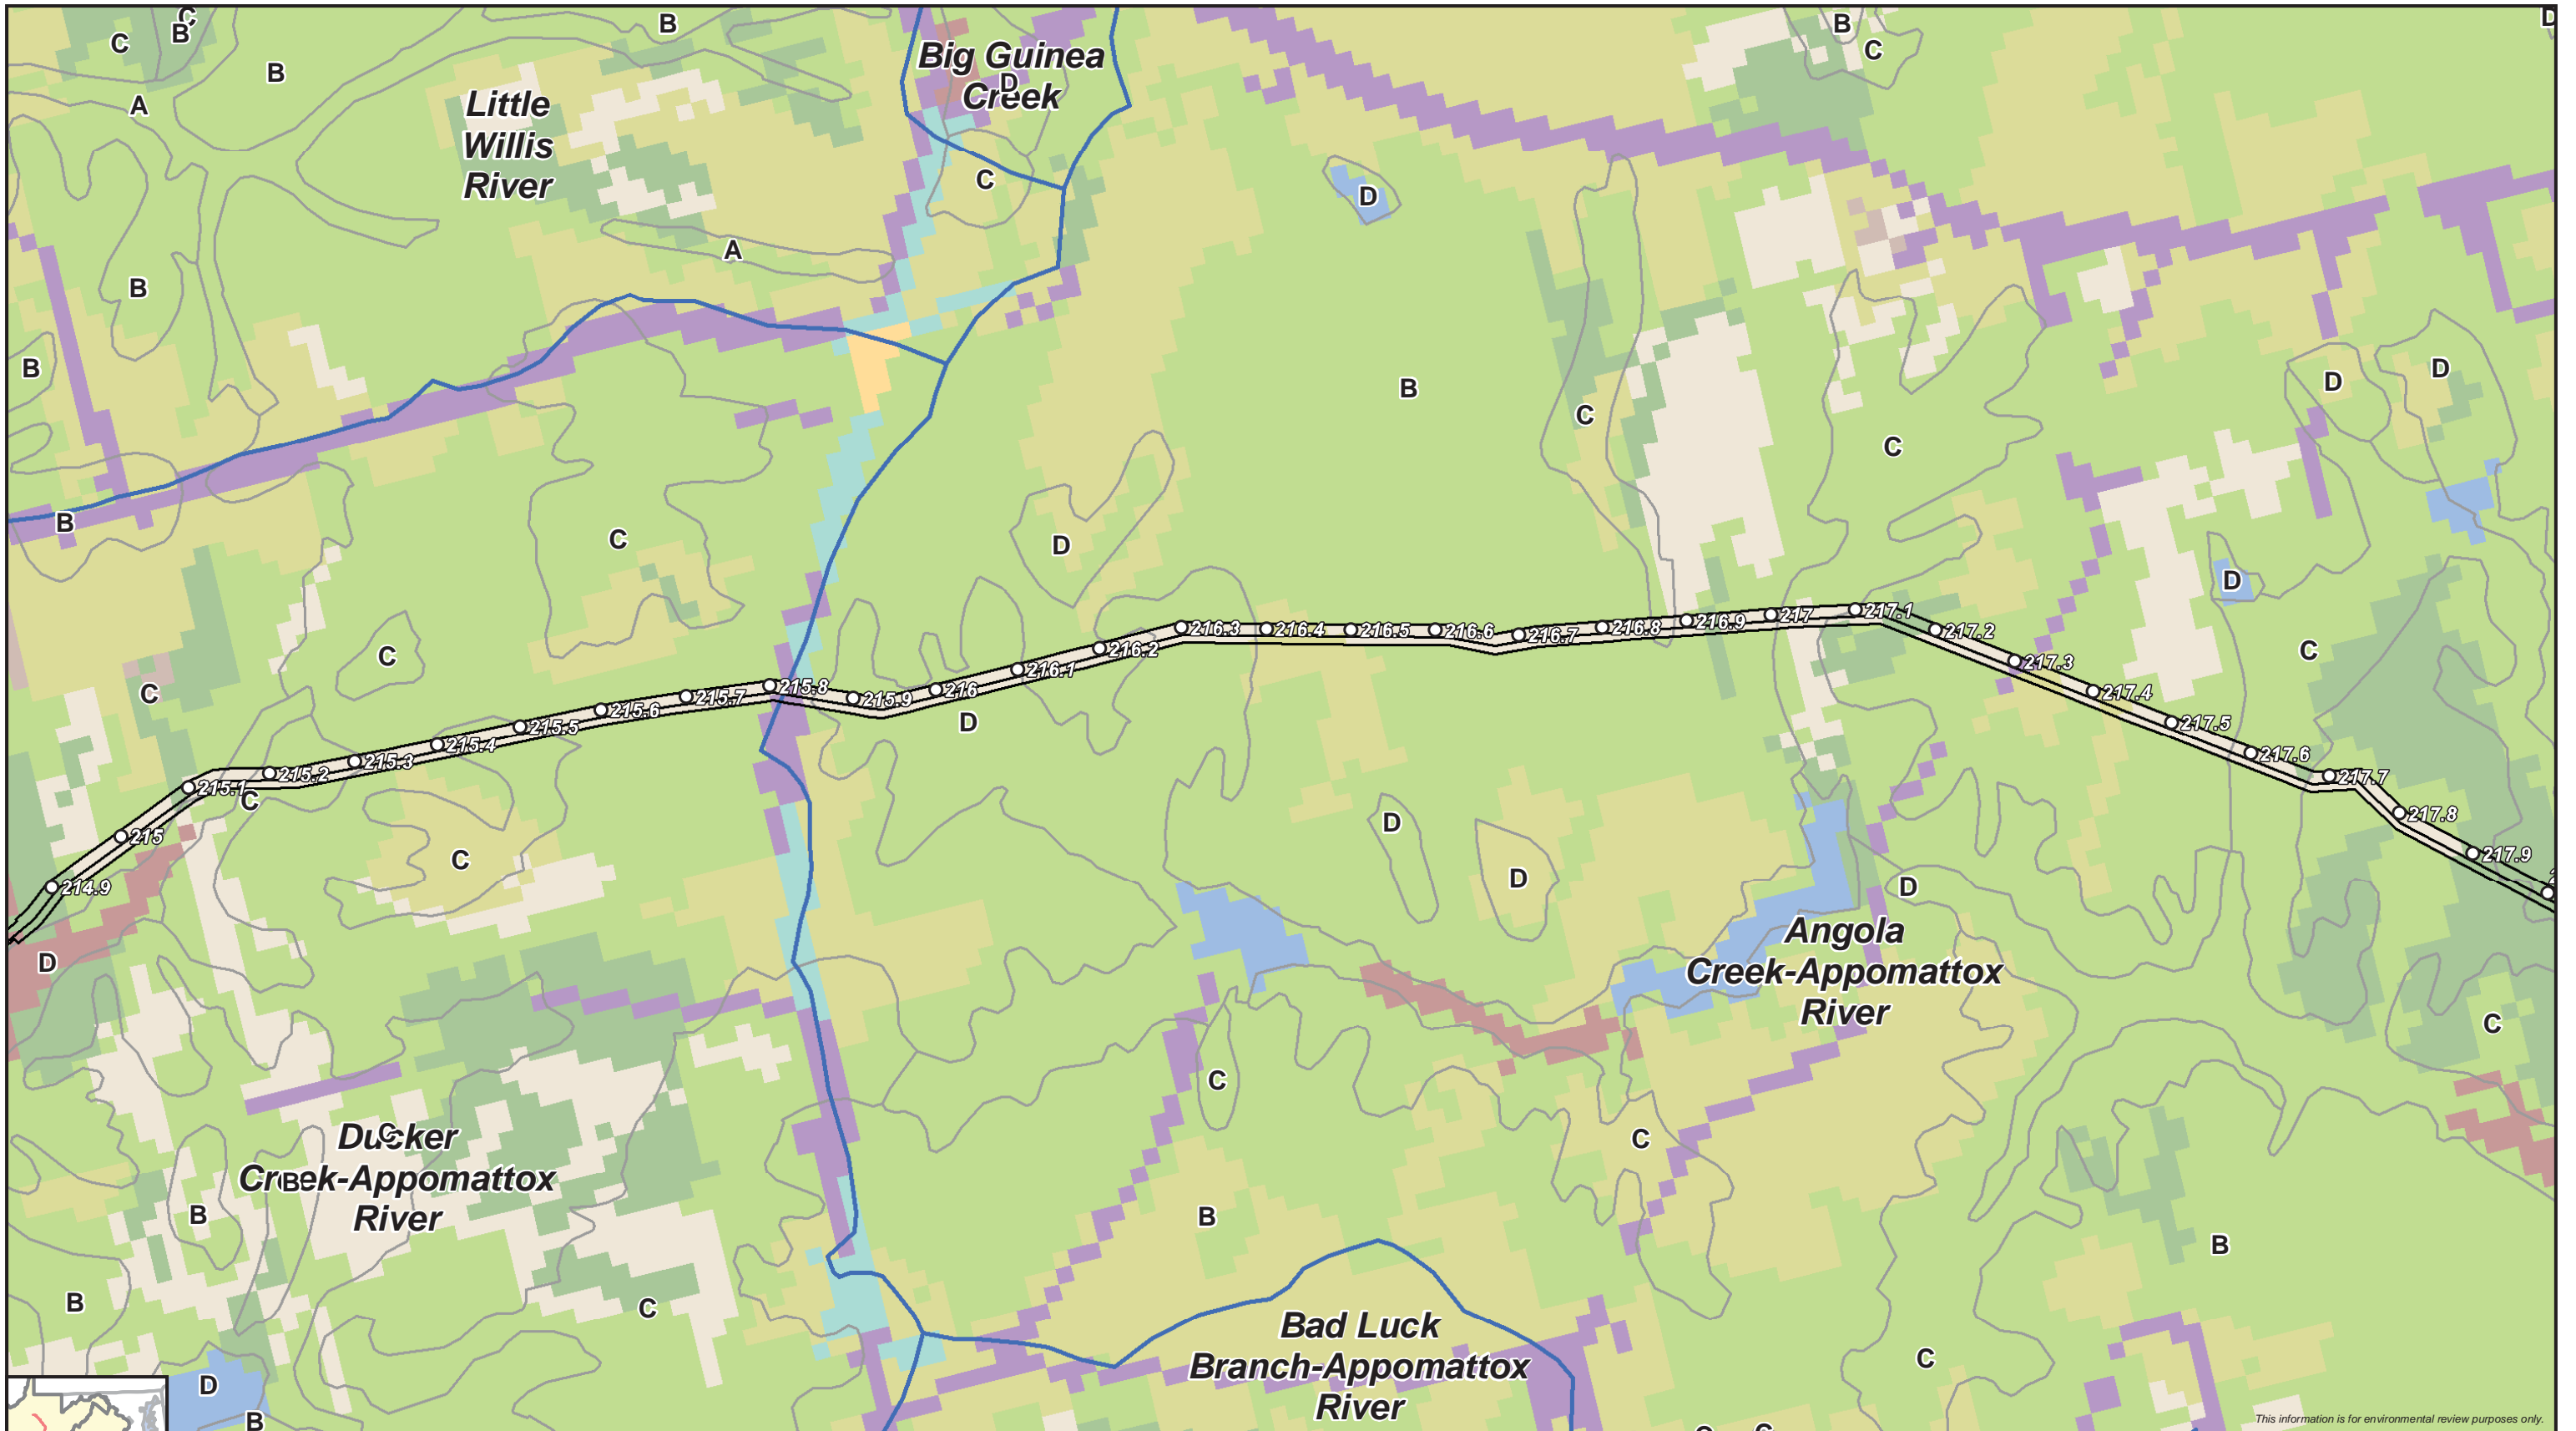 C
B
C
B
B
A
Little
Willis
River
Big Guinea
D
Creek
C
B
C
D
D
A
B
B
B
C
B
C
C
D
D
C
D
B
C
D
C
C
214.9
215
215.1
215.2
215.3
215.4
215.5
215.6
215.7
215.8
215.9
216
216.1
216.2
216.3
216.4
216.5
216.6
216.7
216.8
216.9
217
217.1
217.2
217.3
217.4
217.5
217.6
217.7
217.8
217.9
C
D
C
D
D
D
D
Angola
Creek-Appomattox
River
C
C
C
Ducker
C
Creek-Appomattox
B
River
B
B
B
B
C
D
B
Bad Luck
Branch-Appomattox
River
C
This information is for environmental review purposes only.